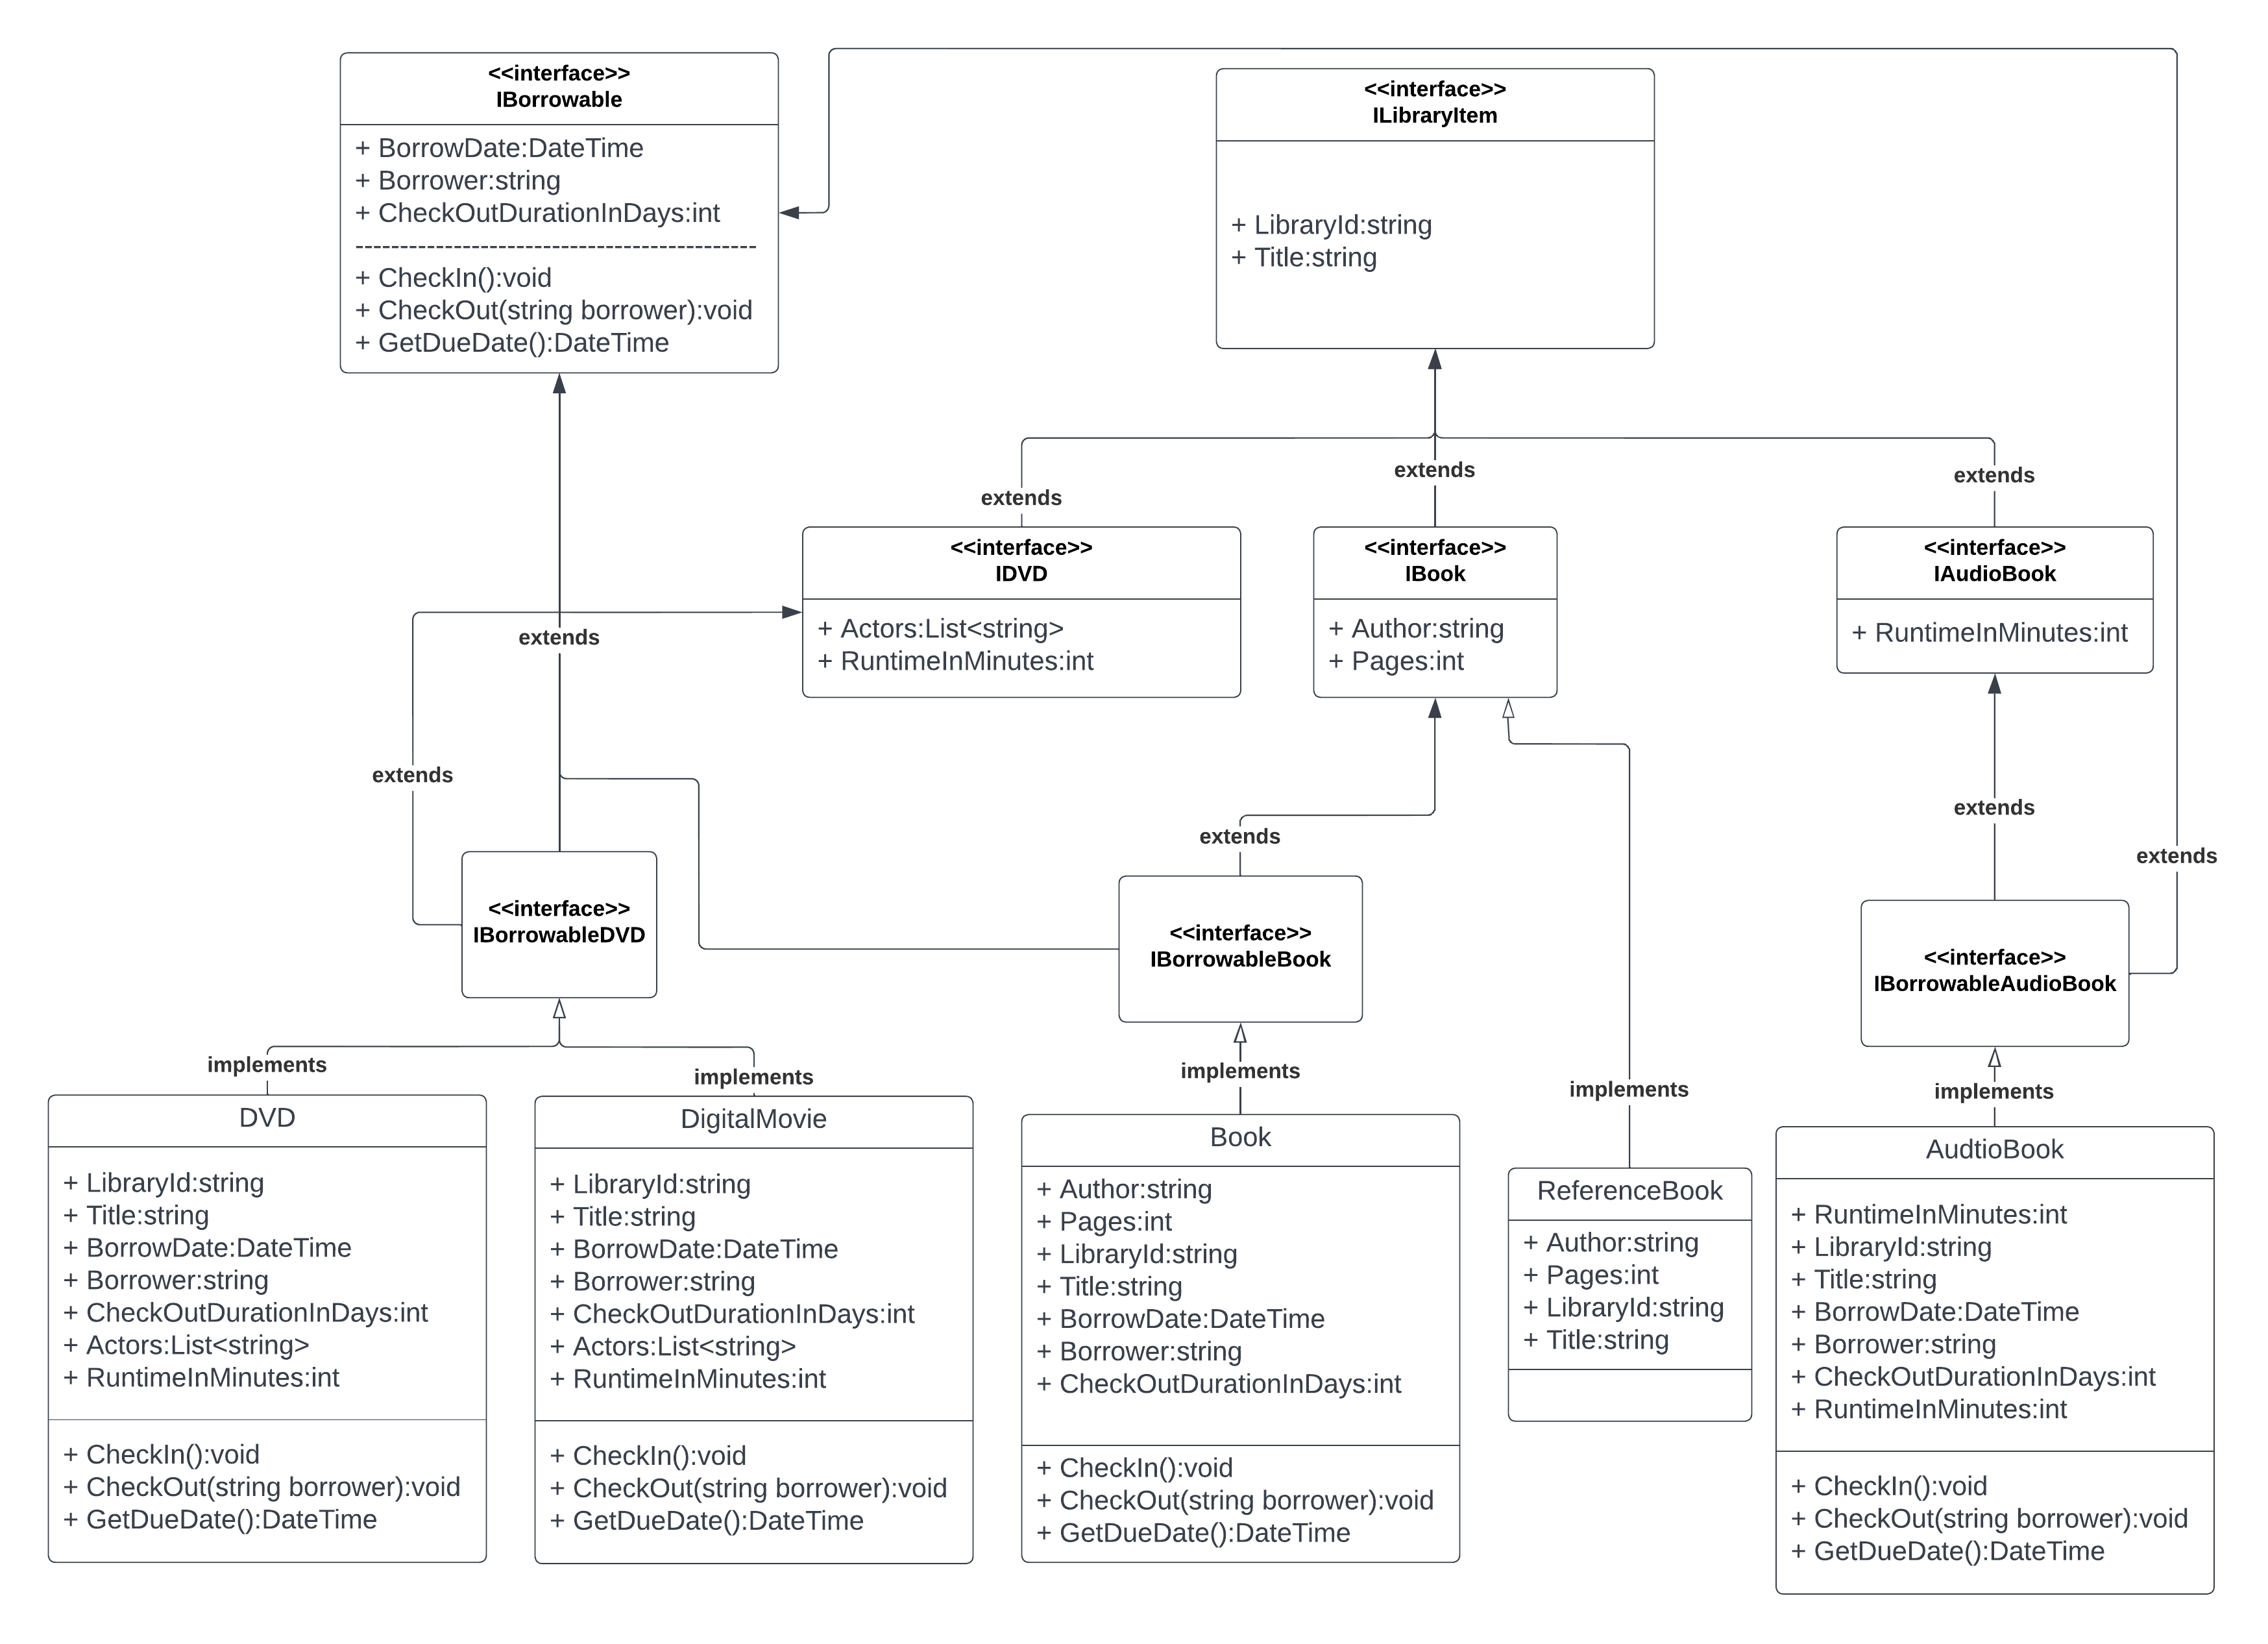 <<interface>>
IBorrowable
+ BorrowDate:DateTime
+ Borrower:string
+ CheckOutDurationInDays:int
--------------------------------------------
+ CheckIn():void
+ CheckOut(string borrower):void
+ GetDueDate():DateTime
<<interface>>
ILibraryItem
+ LibraryId:string
+ Title:string
extends
extends
extends
<<interface>>
IDVD
+ Actors:List<string>
+ RuntimeInMinutes:int
<<interface>>
IBook
+ Author:string
+ Pages:int
<<interface>>
IAudioBook
+ RuntimeInMinutes:int
extends
extends
extends
extends
extends
<<interface>>
IBorrowableDVD
<<interface>>
IBorrowableBook
<<interface>>
IBorrowableAudioBook
implements
implements
implements
implements
implements
DVD
+ LibraryId:string
+ Title:string
+ BorrowDate:DateTime
+ Borrower:string
+ CheckOutDurationInDays:int
+ Actors:List<string>
+ RuntimeInMinutes:int
+ CheckIn():void
+ CheckOut(string borrower):void
+ GetDueDate():DateTime
DigitalMovie
+ LibraryId:string
+ Title:string
+ BorrowDate:DateTime
+ Borrower:string
+ CheckOutDurationInDays:int
+ Actors:List<string>
+ RuntimeInMinutes:int
+ CheckIn():void
+ CheckOut(string borrower):void
+ GetDueDate():DateTime
Book
+ Author:string
+ Pages:int
+ LibraryId:string
+ Title:string
+ BorrowDate:DateTime
+ Borrower:string
+ CheckOutDurationInDays:int
+ CheckIn():void
+ CheckOut(string borrower):void
+ GetDueDate():DateTime
ReferenceBook
+ Author:string
+ Pages:int
+ LibraryId:string
+ Title:string
AudtioBook
+ RuntimeInMinutes:int
+ LibraryId:string
+ Title:string
+ BorrowDate:DateTime
+ Borrower:string
+ CheckOutDurationInDays:int
+ RuntimeInMinutes:int
+ CheckIn():void
+ CheckOut(string borrower):void
+ GetDueDate():DateTime